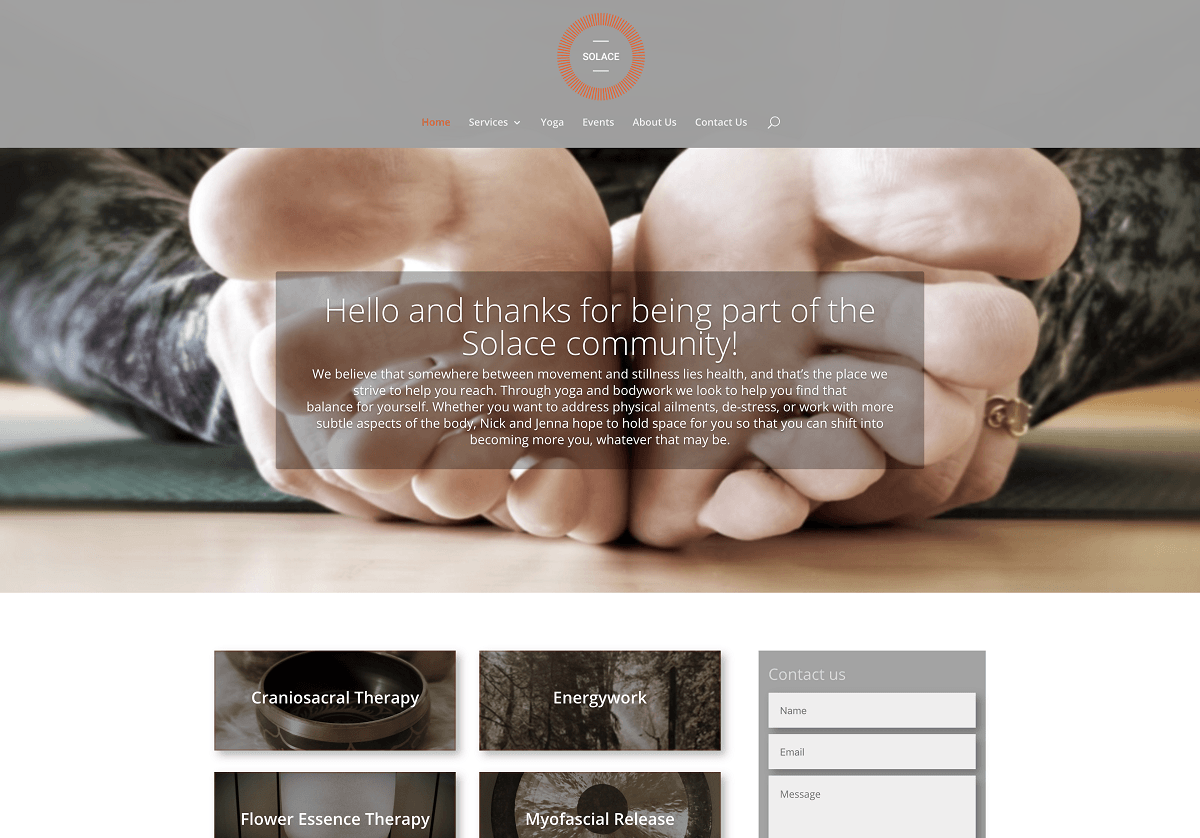 SOLACE
Home Services Yoga Events About Us Contact Us
Hello and thanks for being part of the
Solace community!
We believe that somewhere between movement and stillness lies health, and that's the place we
strive to help you reach. Through yoga and bodywork we look to help you find that
balance for yourself. Whether you want to address physical ailments, de-stress, or work with more
subtle aspects of the body, Nick and Jenna hope to hold space for you so that you can shift into
becoming more you, whatever that may be.
Craniosacral Therapy
Energywork
Flower Essence Therapy
Myofascial Release
Contact us
Name
Email
Message